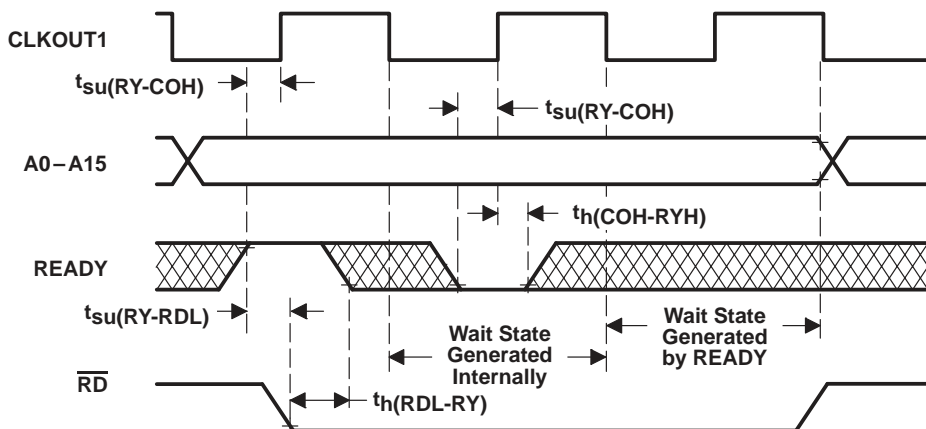 CLKOUT1
tsu(RY-COH)
tsu(RY-COH)
A0–A15
th(COH-RYH)
READY
tsu(RY-RDL)
Wait State
Generated
Internally
Wait State
Generated
by READY
RD
th(RDL-RY)